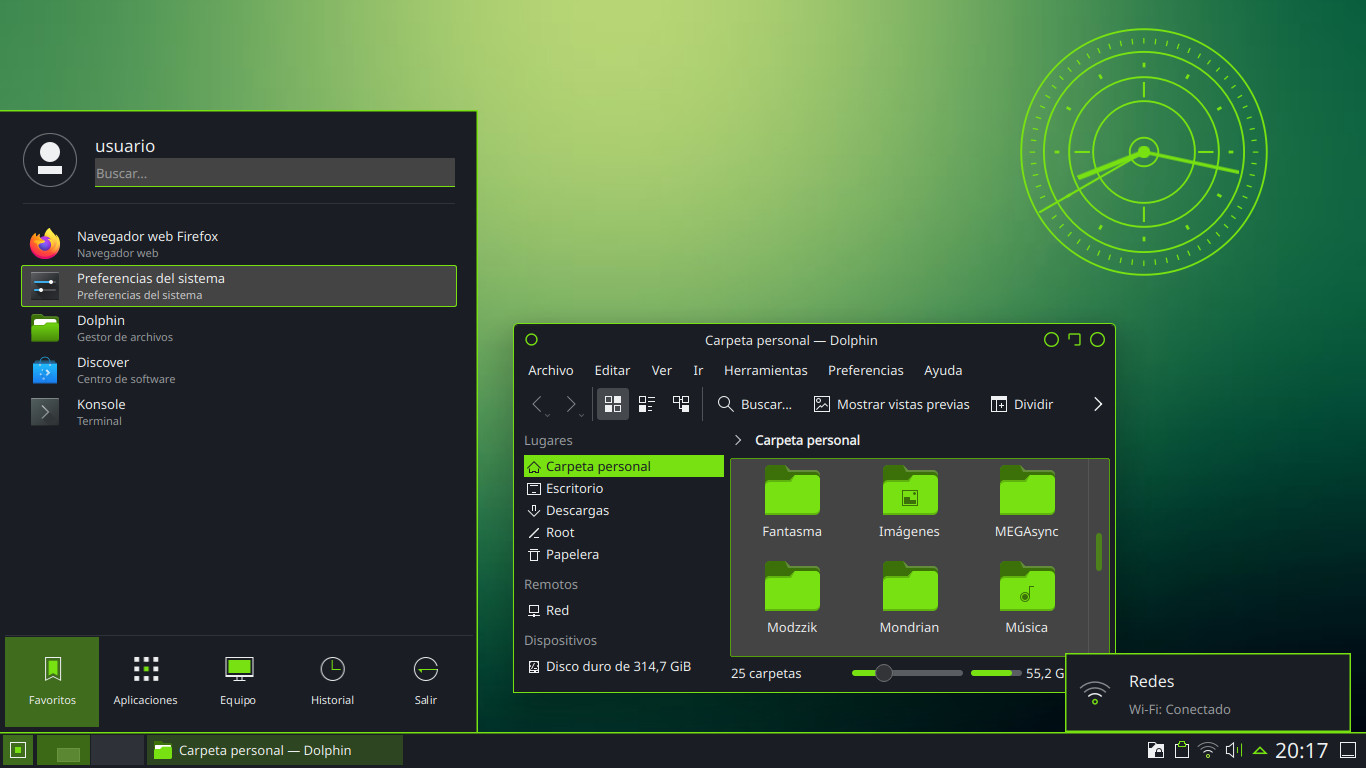 usuario
Buscar...
Navegador web Firefox
Navegador web
Preferencias del sistema
Preferencias del sistema
Dolphin
Gestor de archivos
Discover
Centro de software
Konsole
Terminal
Favoritos
Aplicaciones
Equipo
Historial
Salir
Carpeta personal — Dolphin
Archivo Editar Ver Ir Herramientas Preferencias Ayuda
Buscar... Mostrar vistas previas Dividir
Lugares
Carpeta personal
Escritorio
Descargas
Root
Papelera
Remotos
Red
Dispositivos
Disco duro de 314,7 GiB
Carpeta personal
Fantasma Imágenes MEGAsync
Modzzik Mondrian Música
25 carpetas 55,2 G
Redes
Wi-Fi: Conectado
Carpeta personal — Dolphin
20:17